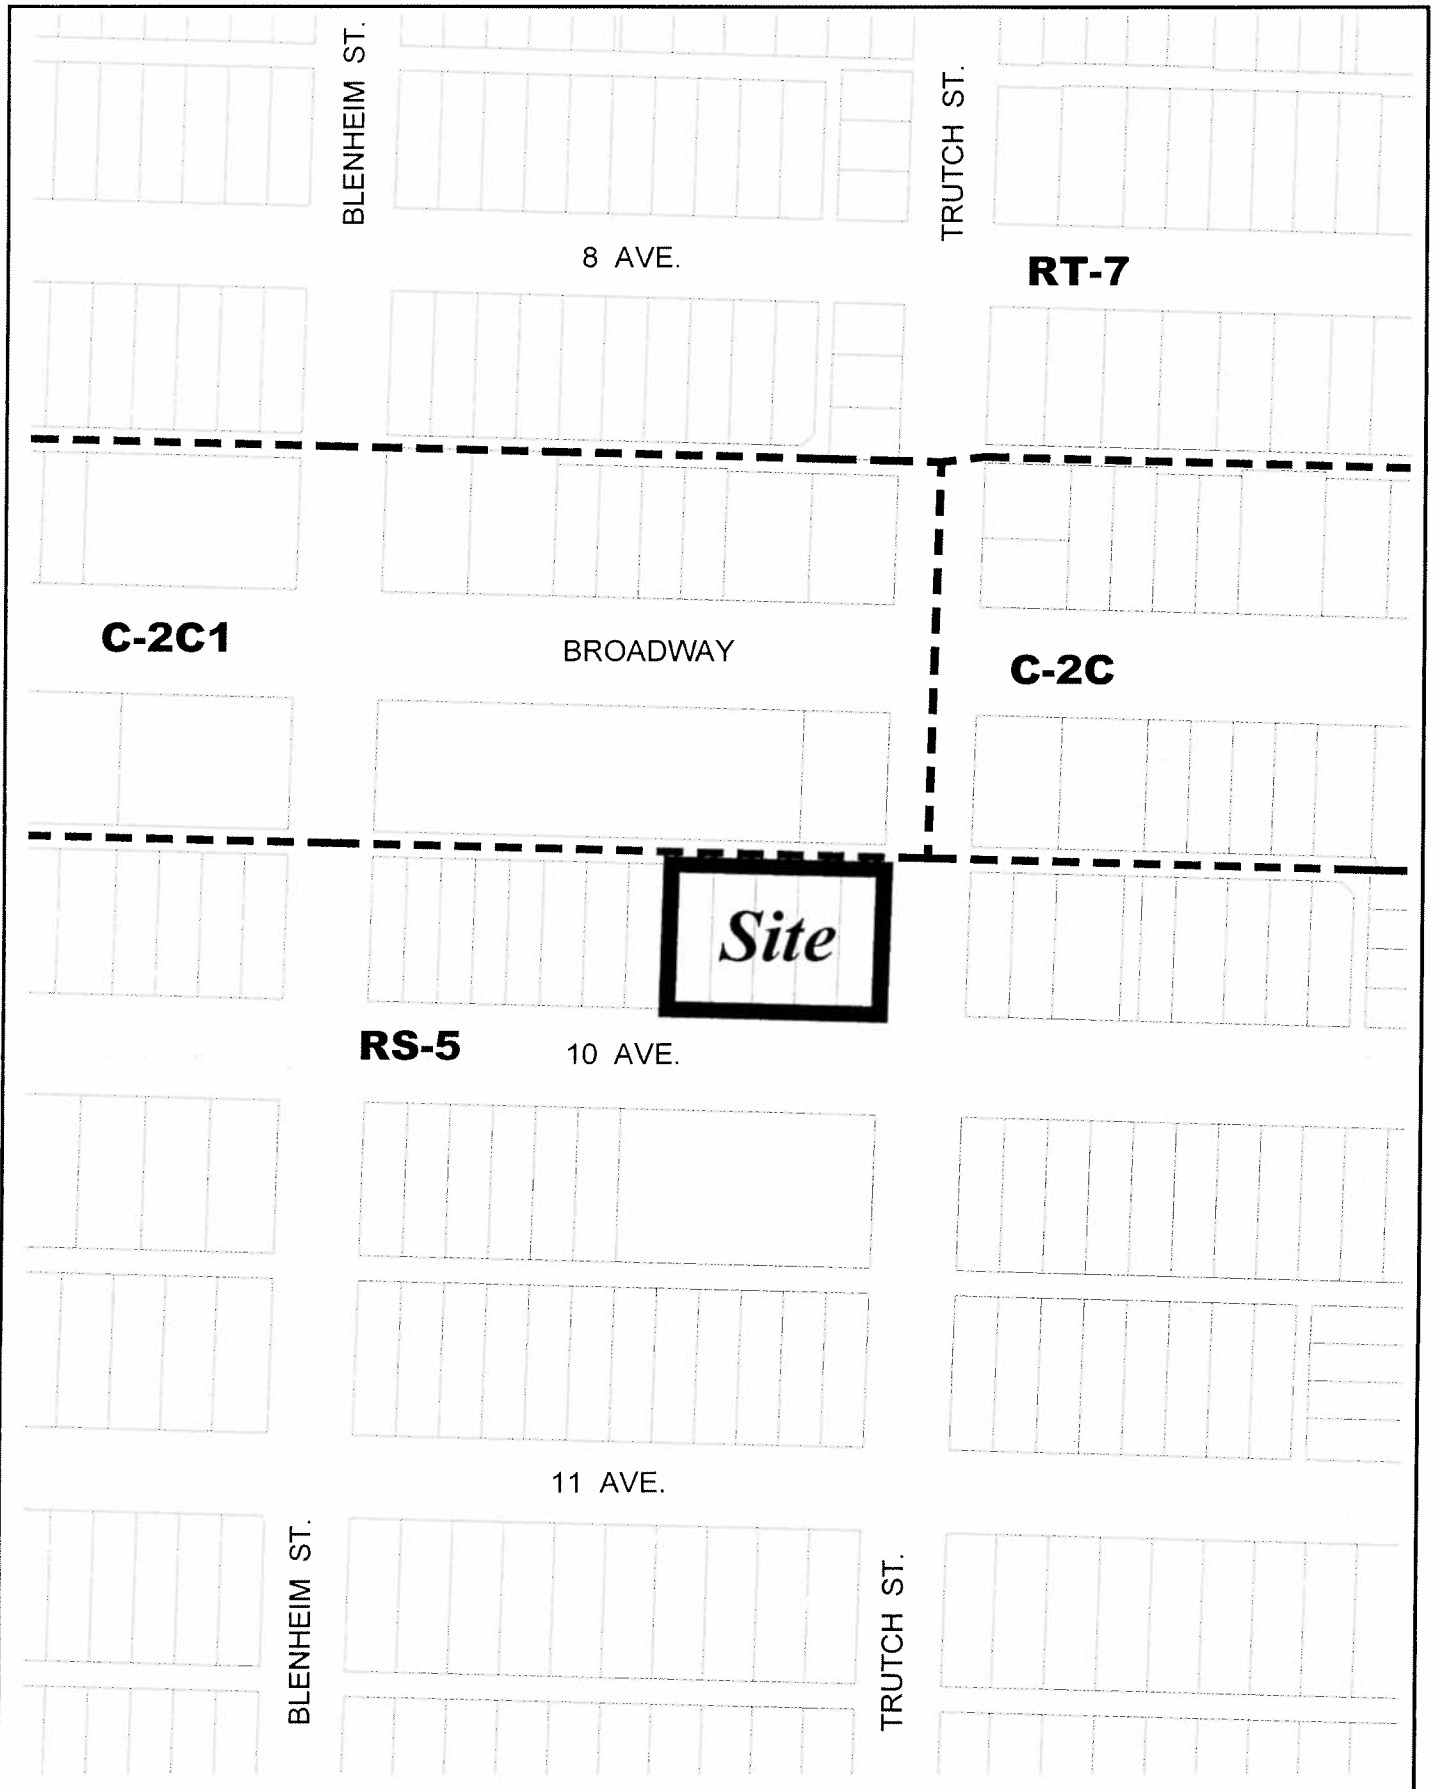 BLENHEIM ST.
TRUTCH ST.
8 AVE.
RT-7
C-2C1
BROADWAY
C-2C
Site
RS-5
10 AVE.
11 AVE.
BLENHEIM ST.
TRUTCH ST.